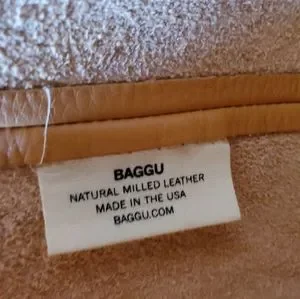 BAGGU
NATURAL MILLED LEATHER
MADE IN THE USA
BAGGU.COM